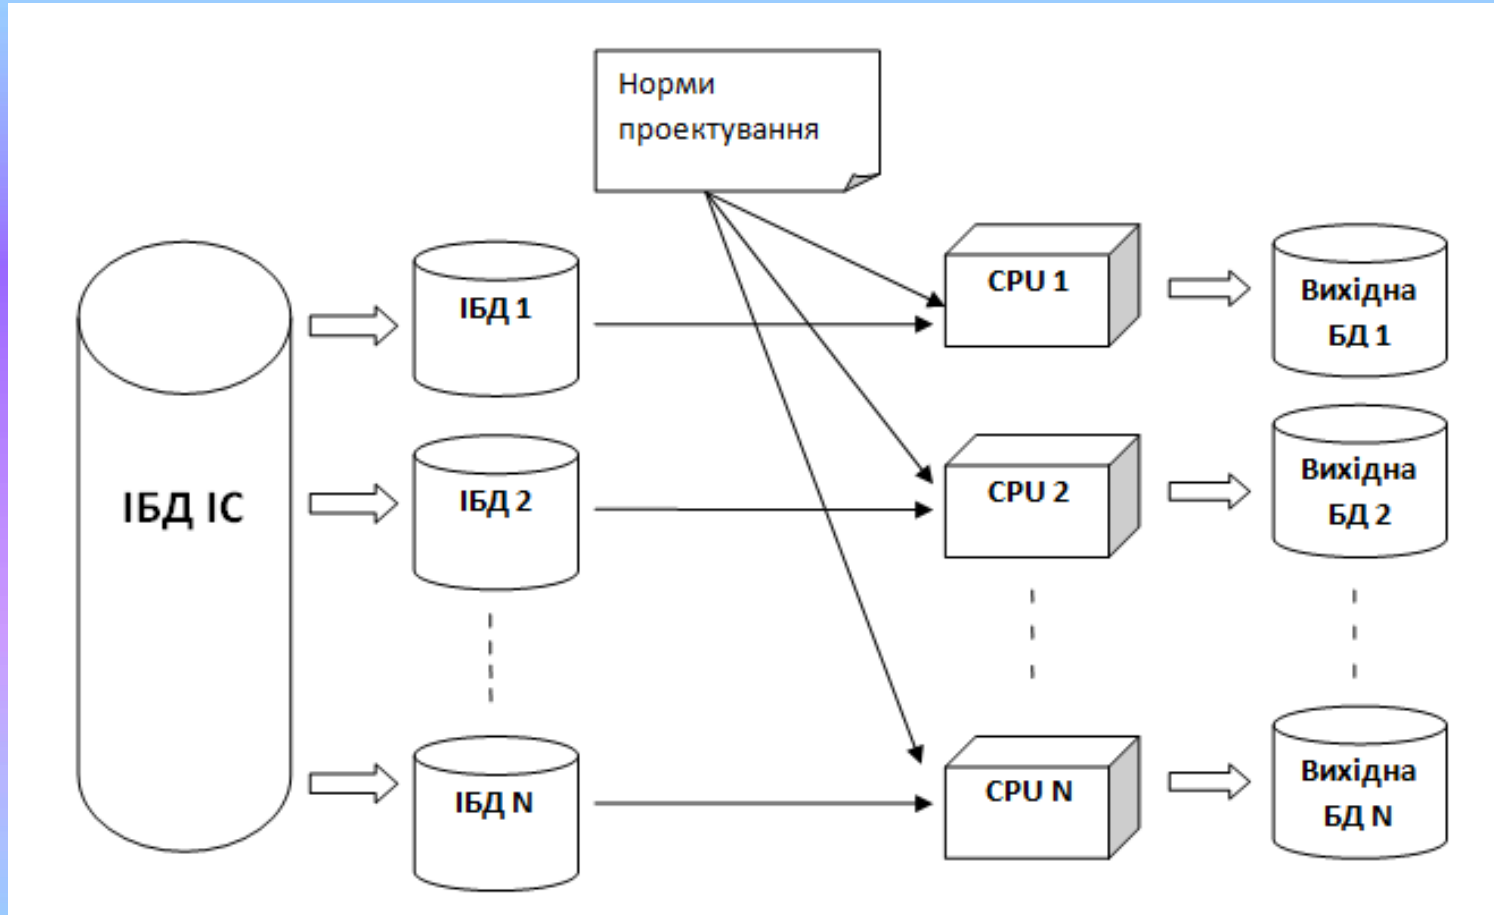 Норми
проектування
ІБД ІС
ІБД 1
CPU 1
Вихідна
БД 1
ІБД 2
CPU 2
Вихідна
БД 2
ІБД N
CPU N
Вихідна
БД N